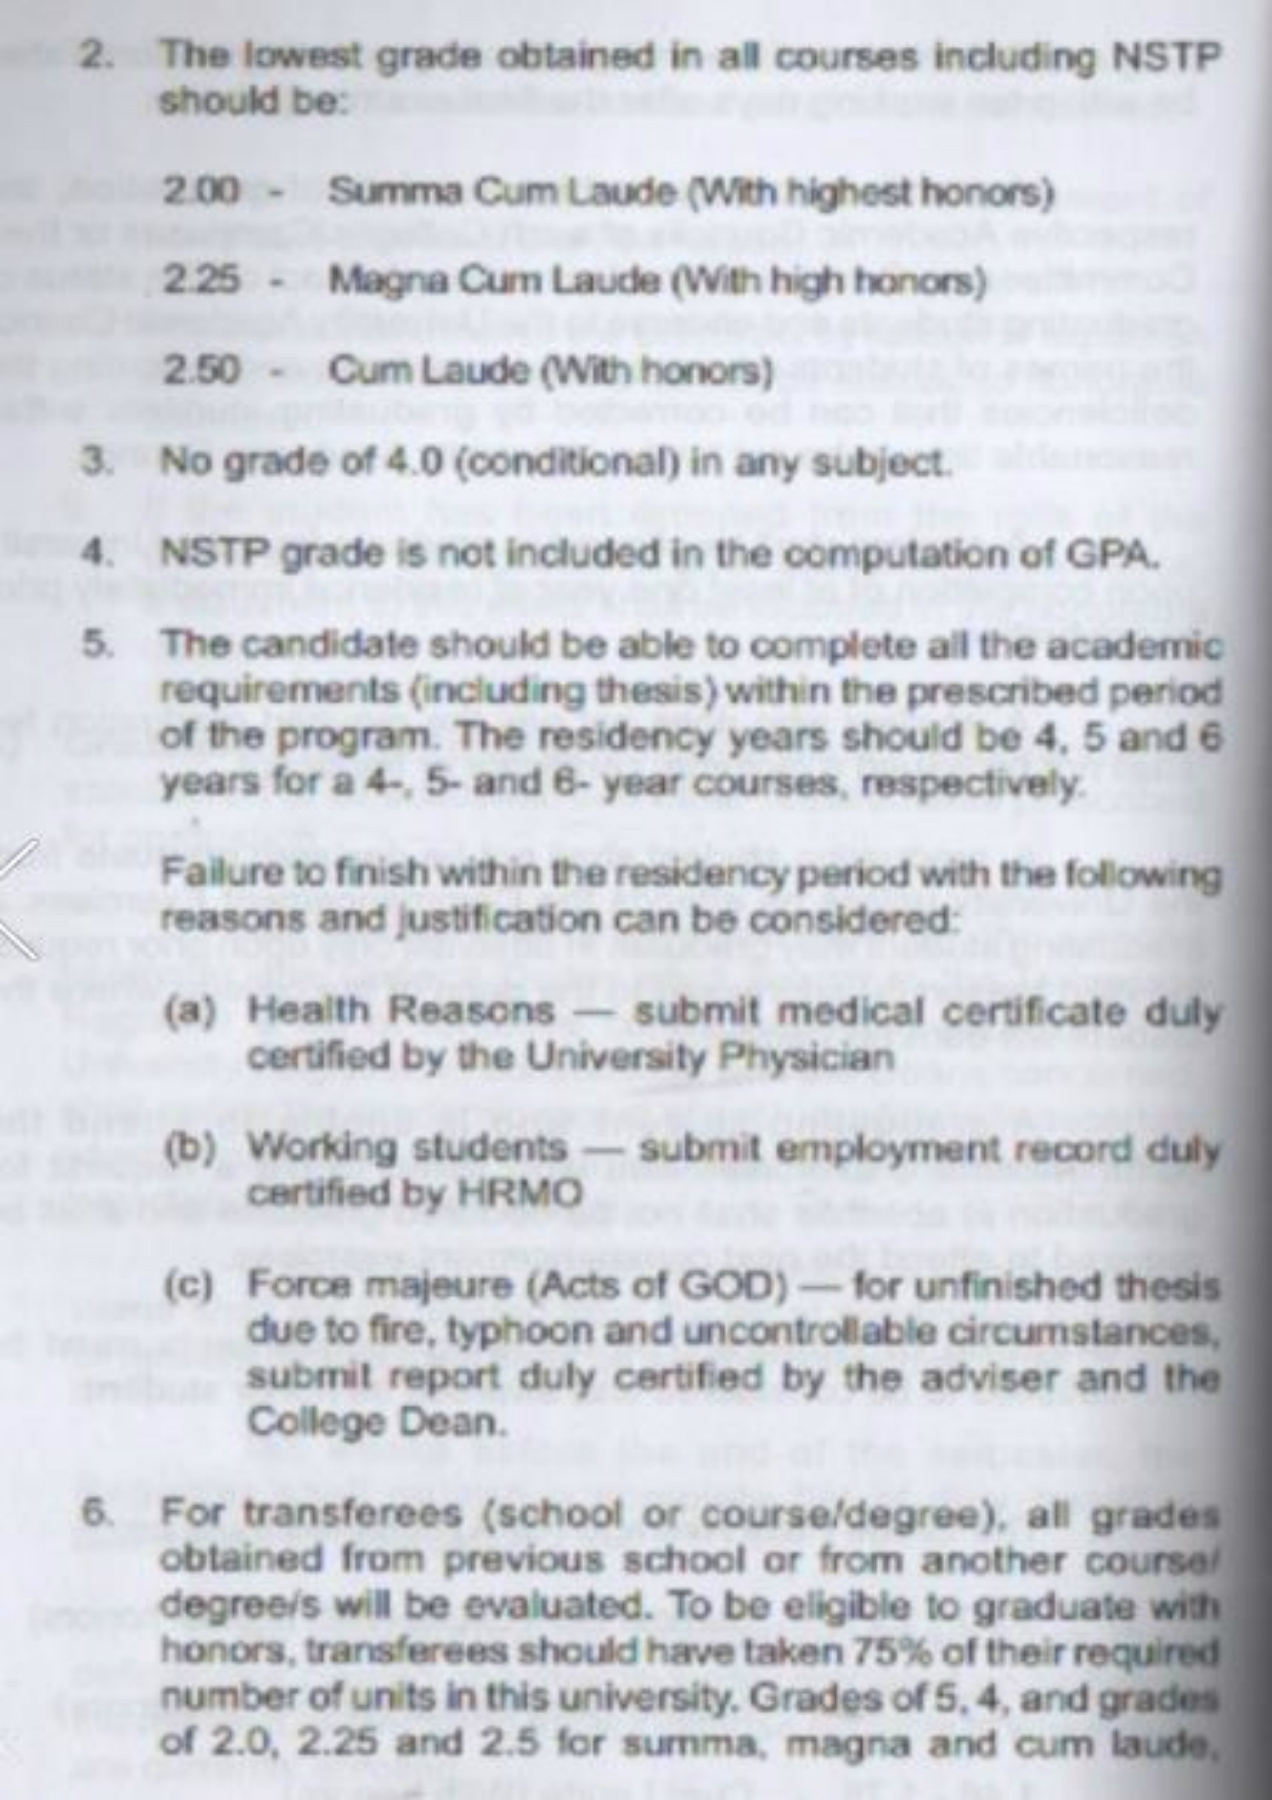 2. The lowest grade obtained in all courses including NSTP
should be:
2.00 - Summa Cum Laude (With highest honors)
2.25 - Magna Cum Laude (With high honors)
2.50 - Cum Laude (With honors)
3. No grade of 4.0 (conditional) in any subject.
4. NSTP grade is not included in the computation of GPA.
5. The candidate should be able to complete all the academic
requirements (including thesis) within the prescribed period
of the program. The residency years should be 4, 5 and 6
years for a 4-, 5- and 6- year courses, respectively.
Failure to finish within the residency period with the following
reasons and justification can be considered:
(a) Health Reasons — submit medical certificate duly
certified by the University Physician
(b) Working students — submit employment record duly
certified by HRMO
(c) Force majeure (Acts of GOD) — for unfinished thesis
due to fire, typhoon and uncontrollable circumstances,
submit report duly certified by the adviser and the
College Dean.
6. For transferees (school or course/degree), all grades
obtained from previous school or from another course/
degree/s will be evaluated. To be eligible to graduate with
honors, transferees should have taken 75% of their required
number of units in this university. Grades of 5, 4, and grades
of 2.0, 2.25 and 2.5 for summa, magna and cum laude,